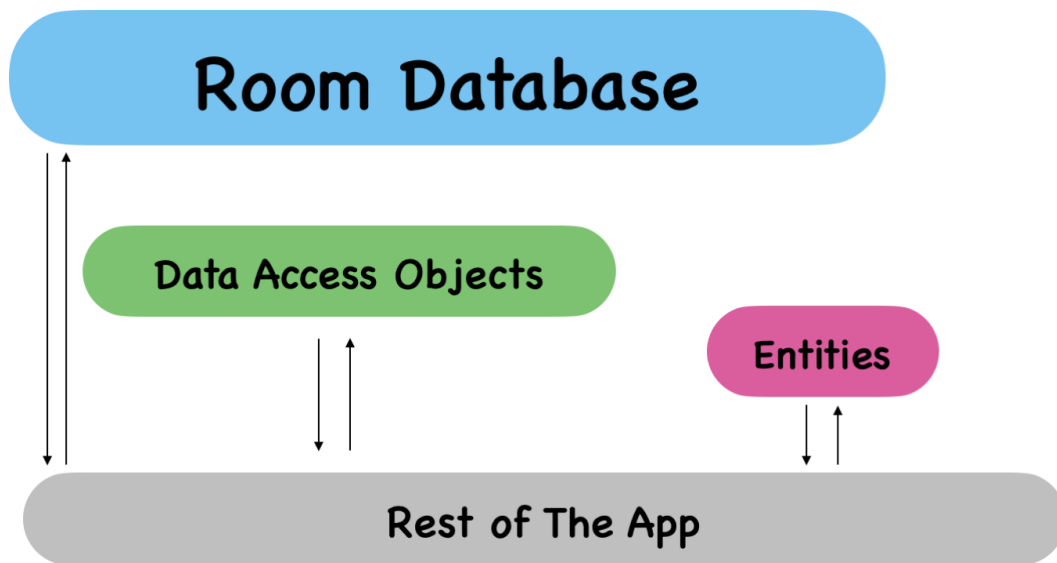 Room Database
Data Access Objects
Entities
Rest of The App